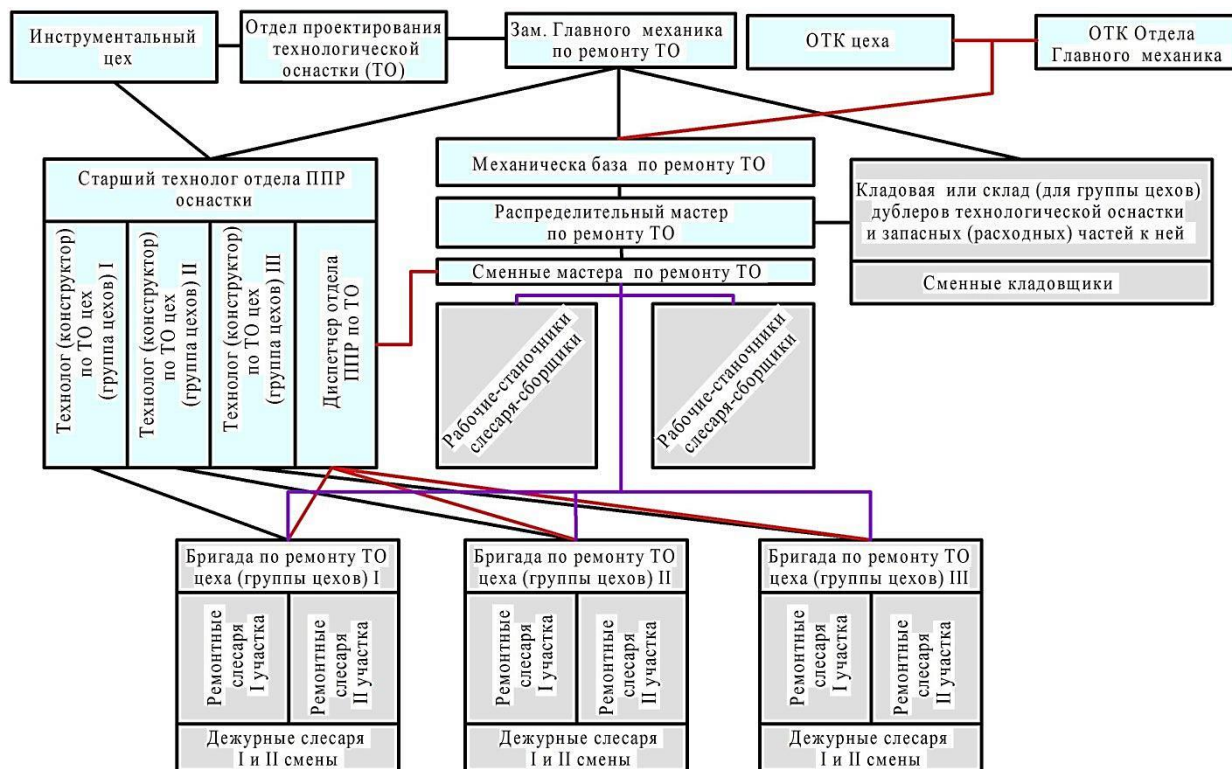 Инструментальный
цех
Отдел проектирования
технологической
оснастки (ТО)
Зам. Главного механика
по ремонту ТО
ОТК цеха
ОТК Отдела
Главного механика
Старший технолог отдела ППР
оснастки
Технолог (конструктор)
по ТО цех
(группа цехов) I
Технолог (конструктор)
по ТО цех
(группа цехов) II
Технолог (конструктор)
по ТО цех
(группа цехов) III
Диспетчер отдела
ППР по ТО
Механическа база по ремонту ТО
Распределительный мастер
по ремонту ТО
Сменные мастера по ремонту ТО
Рабочие-станочники
слесаря-сборщики
Рабочие-станочники
слесаря-сборщики
Кладовая или склад (для группы цехов)
дублеров технологической оснастки
и запасных (расходных) частей к ней
Сменные кладовщики
Бригада по ремонту ТО
цеха (группы цехов) I
Ремонтные
слесаря
I участка
Ремонтные
слесаря
II участка
Дежурные слесаря
I и II смены
Бригада по ремонту ТО
цеха (группы цехов) II
Ремонтные
слесаря
I участка
Ремонтные
слесаря
II участка
Дежурные слесаря
I и II смены
Бригада по ремонту ТО
цеха (группы цехов) III
Ремонтные
слесаря
I участка
Ремонтные
слесаря
II участка
Дежурные слесаря
I и II смены